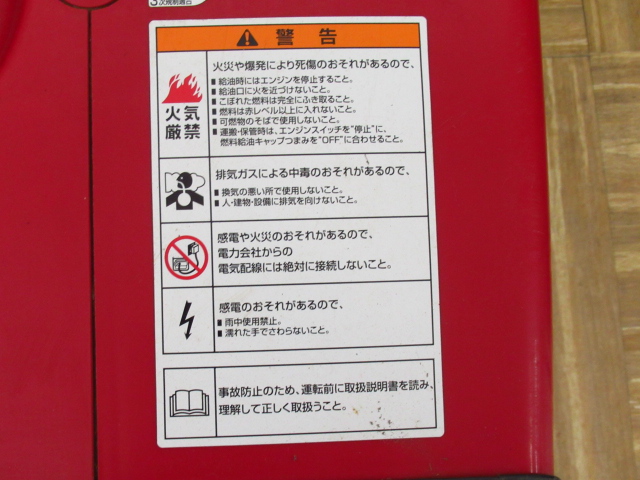 3次規制適合
警告
火災や爆発により死傷のおそれがあるので、
■給油時にはエンジンを停止すること。
■給油口に火を近づけないこと。
■こぼれた燃料は完全にふき取ること。
■給油は赤レベル以上に入れないこと。
■可燃物のそばで使用しないこと。
■運搬・保管時は、エンジンスイッチを"停止"に、
燃料給油キャップつまみを"OFF"に合わせること。
火気
厳禁
排気ガスによる中毒のおそれがあるので、
■換気の悪い所で使用しないこと。
■人・建物・設備に排気を向けないこと。
感電や火災のおそれがあるので、
電力会社からの
電気配線には絶対に接続しないこと。
感電のおそれがあるので、
■雨中使用禁止。
■濡れた手でさわらないこと。
事故防止のため、運転前に取扱説明書を読み、
理解して正しく取扱うこと。